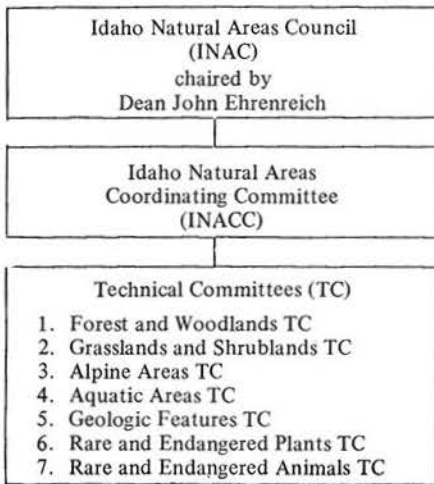 Idaho Natural Areas Council
(INAC)
chaired by
Dean John Ehrenreich
Idaho Natural Areas
Coordinating Committee
(INACC)
Technical Committees (TC)
1. Forest and Woodlands TC
2. Grasslands and Shrublands TC
3. Alpine Areas TC
4. Aquatic Areas TC
5. Geologic Features TC
6. Rare and Endangered Plants TC
7. Rare and Endangered Animals TC